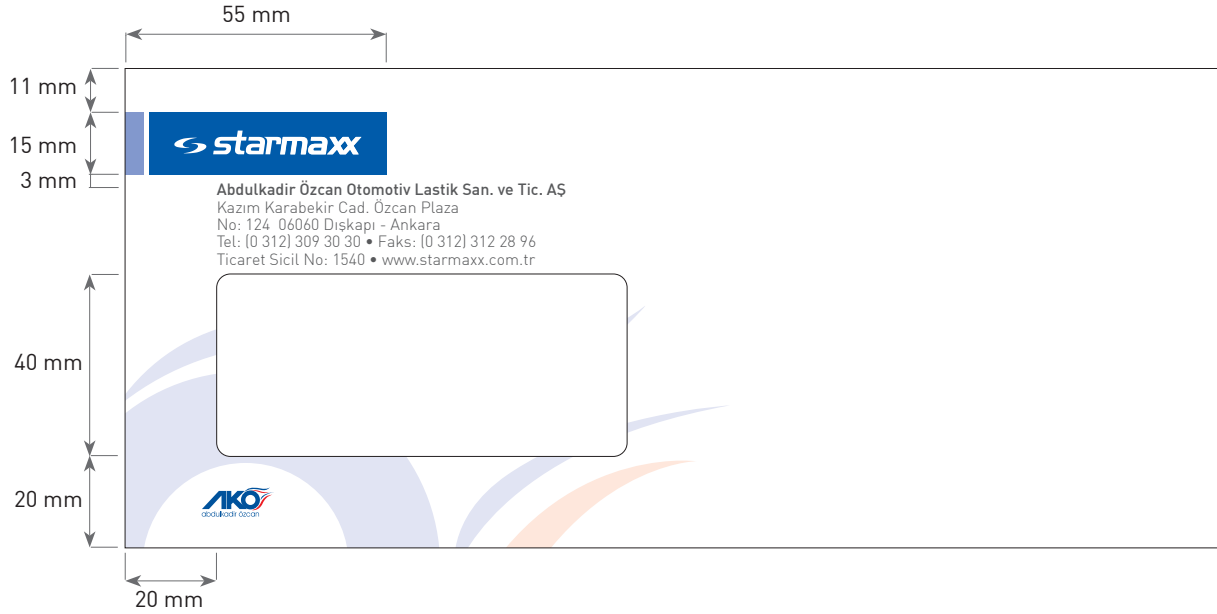 55 mm
11 mm
15 mm
3 mm
starmaxx
Abdulkadir Özcan Otomotiv Lastik San. ve Tic. AŞ
Kazım Karabekir Cad. Özcan Plaza
No: 124  06060 Dışkapı - Ankara
Tel: (0 312) 309 30 30 • Faks: (0 312) 312 28 96
Ticaret Sicil No: 1540 • www.starmaxx.com.tr
40 mm
20 mm
AKO
abdulkadir özcan
20 mm